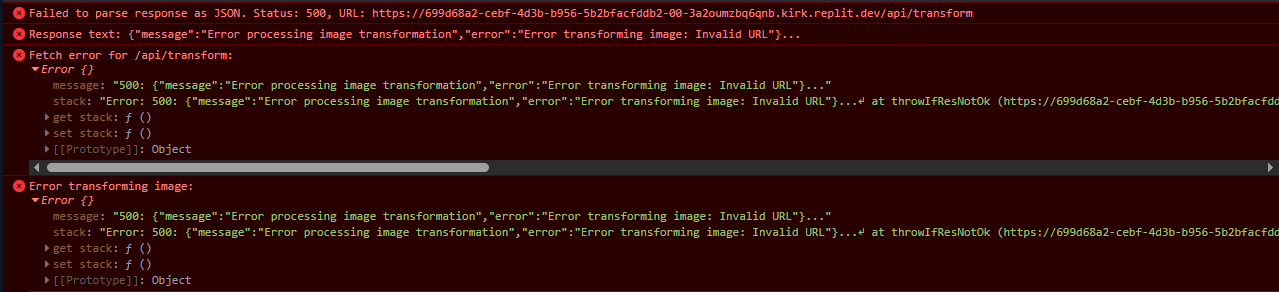 Failed to parse response as JSON. Status: 500, URL: https://699d68a2-cebf-4d3b-b956-5b2bfacfddb2-00-3a2oumzbq6qnb.kirk.replit.dev/api/transform
Response text: {"message":"Error processing image transformation","error":"Error transforming image: Invalid URL"}...
Fetch error for /api/transform:
▼Error {}
message: "500: {"message":"Error processing image transformation","error":"Error transforming image: Invalid URL"}..."
stack: "Error: 500: {"message":"Error processing image transformation","error":"Error transforming image: Invalid URL"}...↵ at throwIfResNotOk (https://699d68a2-cebf-4d3b-b956-5b2bfacfdd
▶get stack: ƒ ()
▶set stack: ƒ ()
▶[[Prototype]]: Object
Error transforming image:
▼Error {}
message: "500: {"message":"Error processing image transformation","error":"Error transforming image: Invalid URL"}..."
stack: "Error: 500: {"message":"Error processing image transformation","error":"Error transforming image: Invalid URL"}...↵ at throwIfResNotOk (https://699d68a2-cebf-4d3b-b956-5b2bfacfdd
▶get stack: ƒ ()
▶set stack: ƒ ()
▶[[Prototype]]: Object